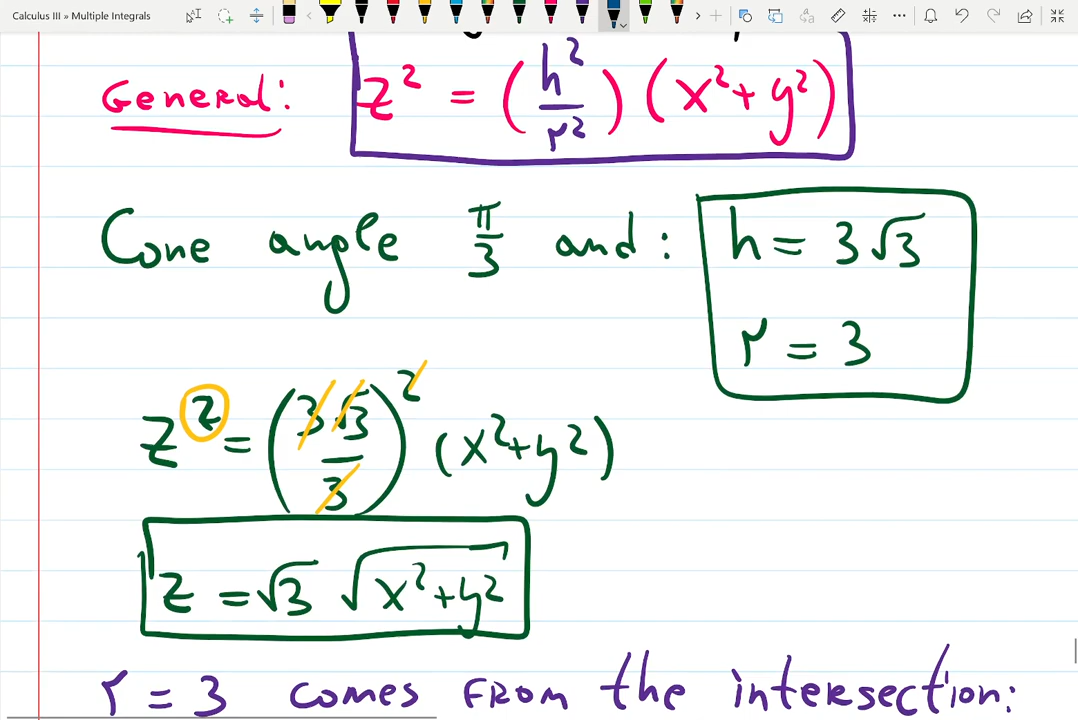 Calculus III » Multiple Integrals
General: z² = (h²/r²) (x²+y²)
Cone angle π/3 and: h = 3√3
r = 3
z² = (3√3/3)² (x²+y²)
z = √3 √(x²+y²)
r = 3 comes from the intersection: